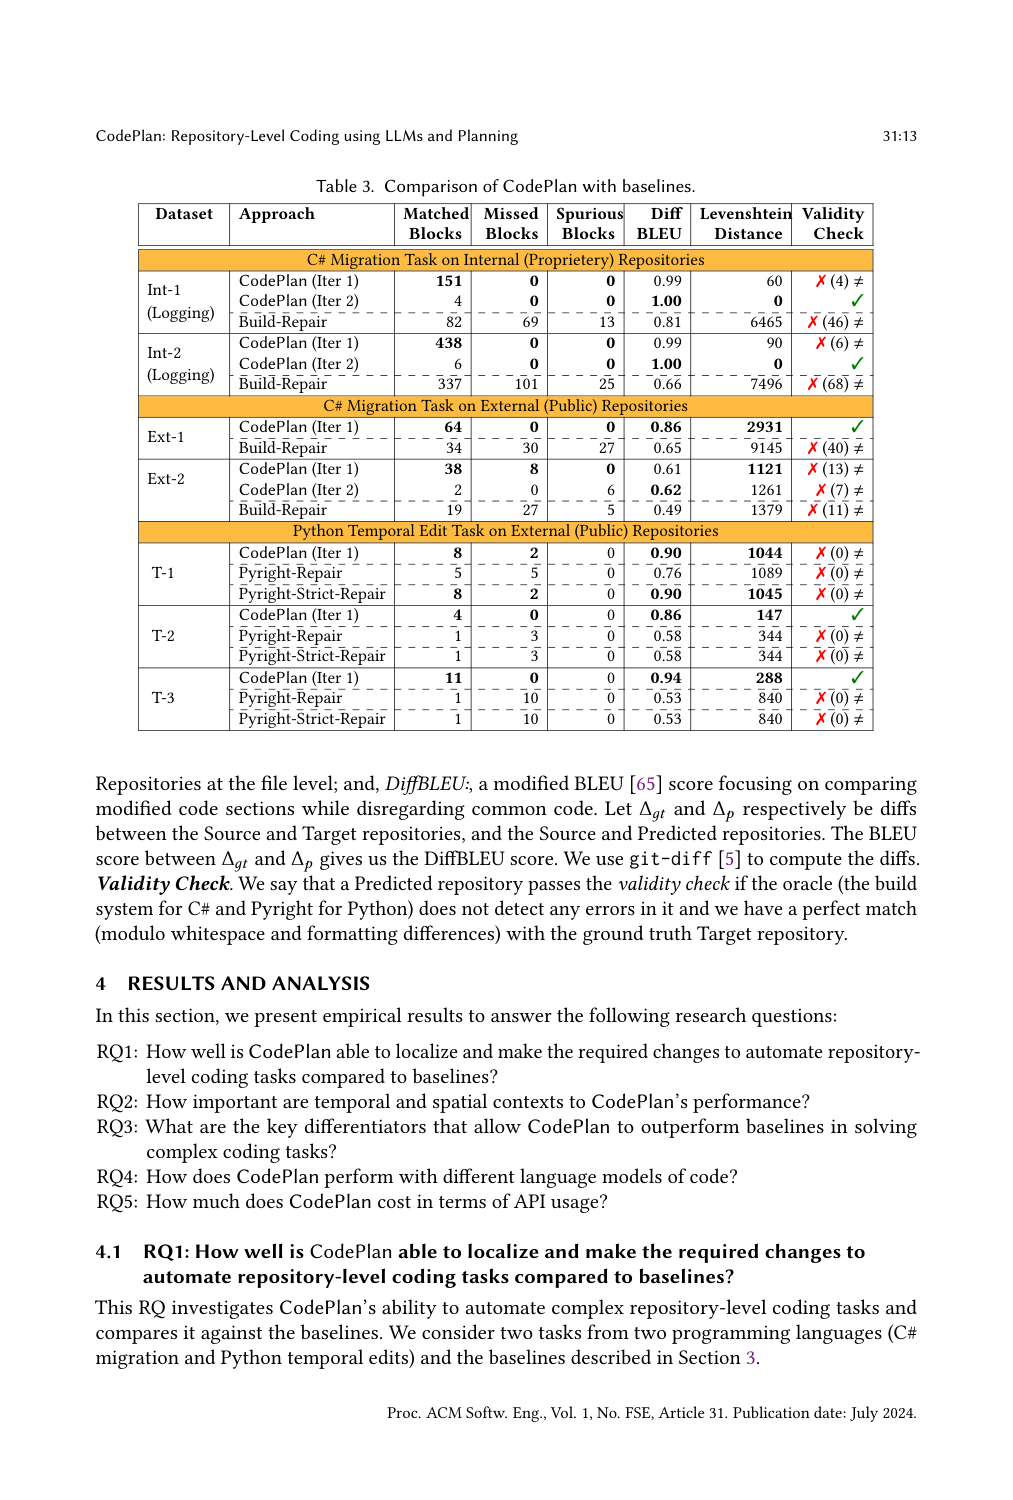 CodePlan: Repository-Level Coding using LLMs and Planning 31:13
Table 3. Comparison of CodePlan with baselines.
Dataset Approach Matched Missed Spurious Diff Levenshtein Validity
Blocks Blocks Blocks BLEU Distance Check
C# Migration Task on Internal (Proprietery) Repositories
Int-1 (Logging)
CodePlan (Iter 1) 151 0 0 0.99 60 ✗ (4) ≠
CodePlan (Iter 2) 4 0 0 1.00 0 ✓
Build-Repair 82 69 13 0.81 6465 ✗ (46) ≠
Int-2 (Logging)
CodePlan (Iter 1) 438 0 0 0.99 90 ✗ (6) ≠
CodePlan (Iter 2) 6 0 0 1.00 0 ✓
Build-Repair 337 101 25 0.66 7496 ✗ (68) ≠
C# Migration Task on External (Public) Repositories
Ext-1
CodePlan (Iter 1) 64 0 0 0.86 2931 ✓
Build-Repair 34 30 27 0.65 9145 ✗ (40) ≠
Ext-2
CodePlan (Iter 1) 38 8 0 0.61 1121 ✗ (13) ≠
CodePlan (Iter 2) 2 0 6 0.62 1261 ✗ (7) ≠
Build-Repair 19 27 5 0.49 1379 ✗ (11) ≠
Python Temporal Edit Task on External (Public) Repositories
T-1
CodePlan (Iter 1) 8 2 0 0.90 1044 ✗ (0) ≠
Pyright-Repair 5 5 0 0.76 1089 ✗ (0) ≠
Pyright-Strict-Repair 8 2 0 0.90 1045 ✗ (0) ≠
T-2
CodePlan (Iter 1) 4 0 0 0.86 147 ✓
Pyright-Repair 1 3 0 0.58 344 ✗ (0) ≠
Pyright-Strict-Repair 1 3 0 0.58 344 ✗ (0) ≠
T-3
CodePlan (Iter 1) 11 0 0 0.94 288 ✓
Pyright-Repair 1 10 0 0.53 840 ✗ (0) ≠
Pyright-Strict-Repair 1 10 0 0.53 840 ✗ (0) ≠
Repositories at the file level; and, DiffBLEU:, a modified BLEU [65] score focusing on comparing
modified code sections while disregarding common code. Let Δgt and Δp respectively be diffs
between the Source and Target repositories, and the Source and Predicted repositories. The BLEU
score between Δgt and Δp gives us the DiffBLEU score. We use git-diff [5] to compute the diffs.
Validity Check. We say that a Predicted repository passes the validity check if the oracle (the build
system for C# and Pyright for Python) does not detect any errors in it and we have a perfect match
(modulo whitespace and formatting differences) with the ground truth Target repository.
4 RESULTS AND ANALYSIS
In this section, we present empirical results to answer the following research questions:
RQ1: How well is CodePlan able to localize and make the required changes to automate repository-
level coding tasks compared to baselines?
RQ2: How important are temporal and spatial contexts to CodePlan's performance?
RQ3: What are the key differentiators that allow CodePlan to outperform baselines in solving
complex coding tasks?
RQ4: How does CodePlan perform with different language models of code?
RQ5: How much does CodePlan cost in terms of API usage?
4.1 RQ1: How well is CodePlan able to localize and make the required changes to
automate repository-level coding tasks compared to baselines?
This RQ investigates CodePlan's ability to automate complex repository-level coding tasks and
compares it against the baselines. We consider two tasks from two programming languages (C#
migration and Python temporal edits) and the baselines described in Section 3.
Proc. ACM Softw. Eng., Vol. 1, No. FSE, Article 31. Publication date: July 2024.